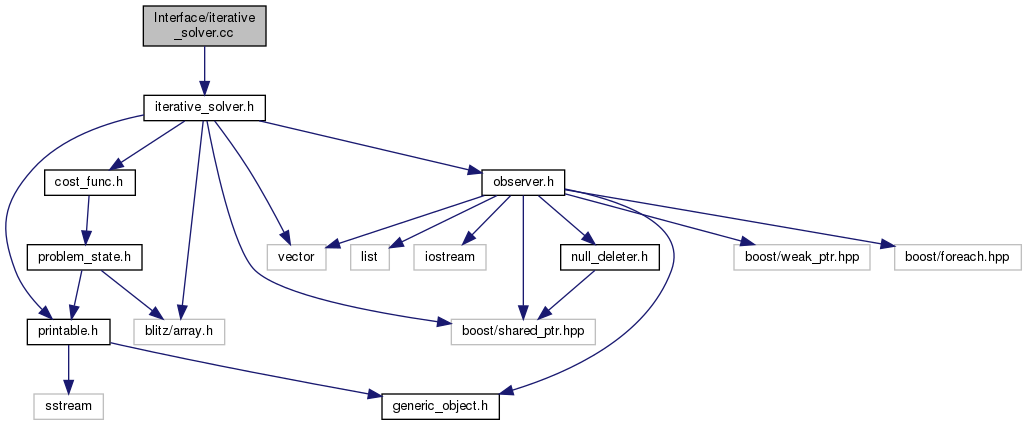 Interface/iterative
_solver.cc
iterative_solver.h
cost_func.h
observer.h
problem_state.h
vector
list
iostream
null_deleter.h
boost/weak_ptr.hpp
boost/foreach.hpp
printable.h
blitz/array.h
boost/shared_ptr.hpp
sstream
generic_object.h